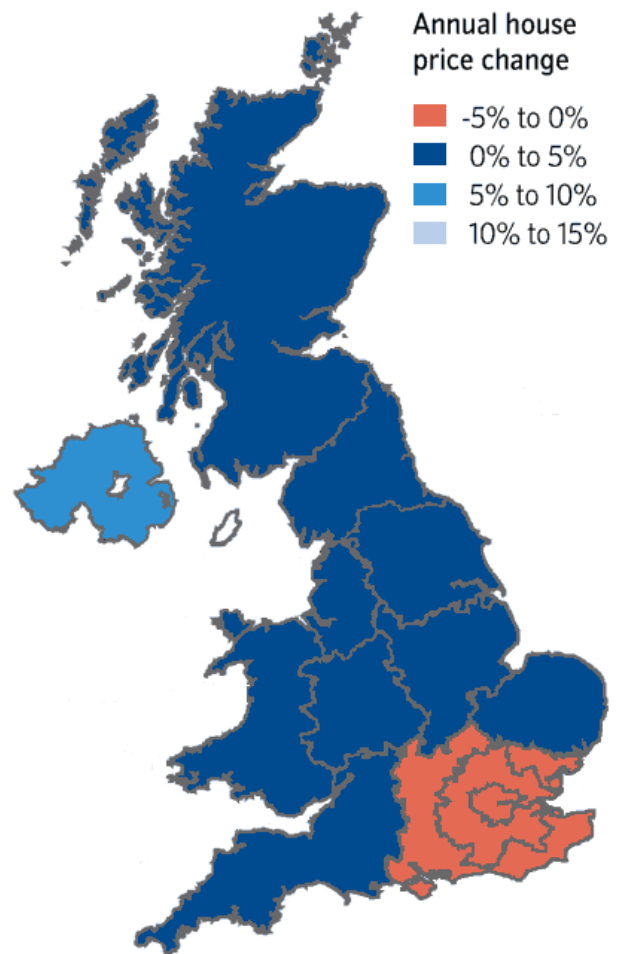 Annual house
price change
-5% to 0%
0% to 5%
5% to 10%
10% to 15%